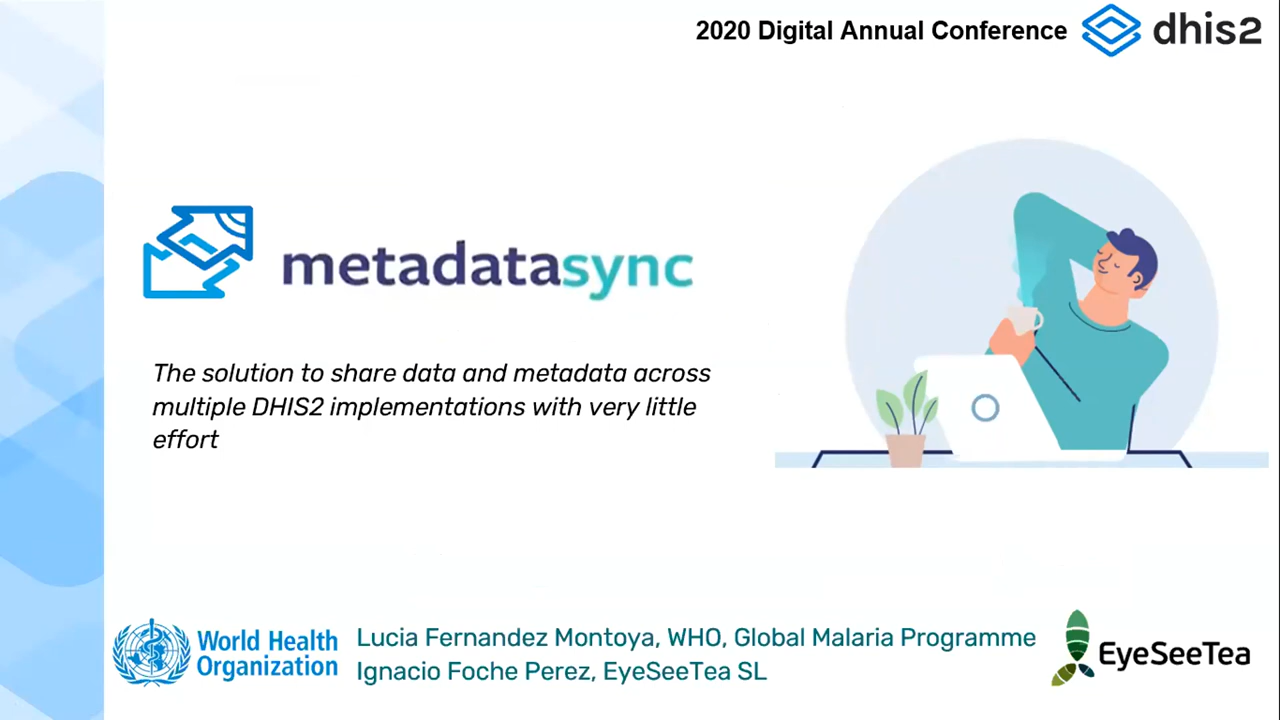 2020 Digital Annual Conference dhis2
metadatasync
The solution to share data and metadata across
multiple DHIS2 implementations with very little
effort
World Health
Organization
Lucia Fernandez Montoya, WHO, Global Malaria Programme
Ignacio Foche Perez, EyeSeeTea SL
EyeSeeTea